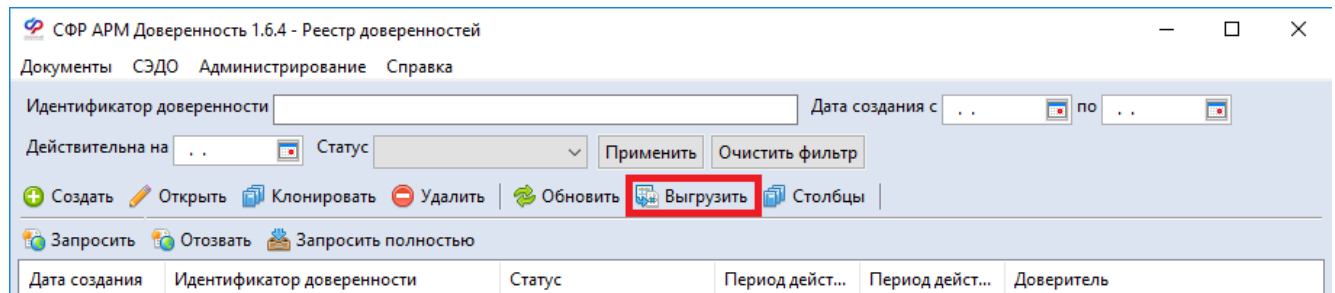 СФР АРМ Доверенность 1.6.4 - Реестр доверенностей
Документы СЭДО Администрирование Справка
Идентификатор доверенности Дата создания с . . по . .
Действительна на . . Статус Применить Очистить фильтр
Создать Открыть Клонировать Удалить Обновить Выгрузить Столбцы
Запросить Отозвать Запросить полностью
Дата создания Идентификатор доверенности Статус Период дейст... Период дейст... Доверитель